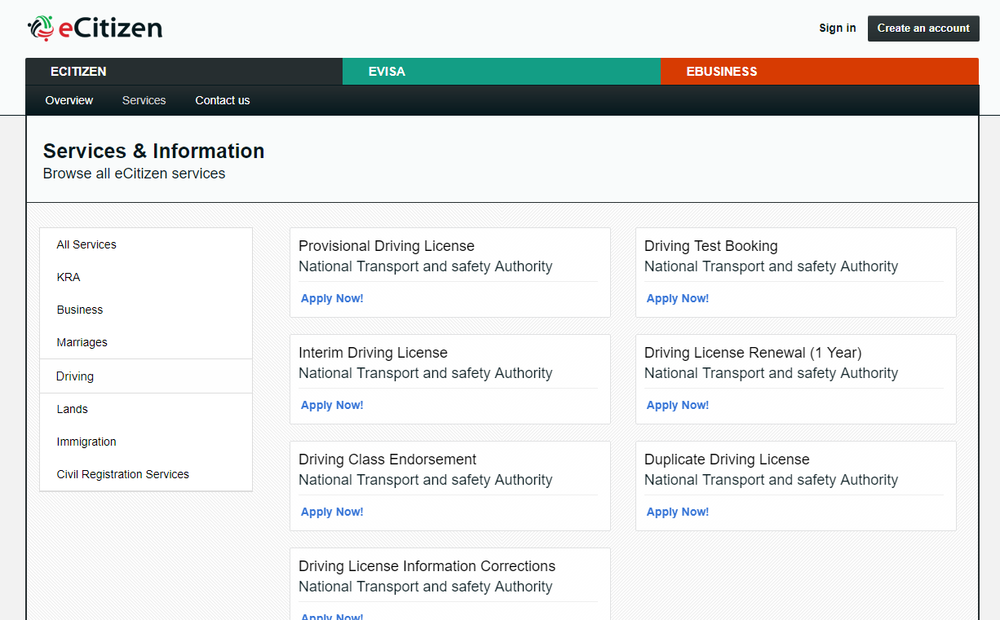 eCitizen
Sign in
Create an account
ECITIZEN
EVISA
EBUSINESS
Overview
Services
Contact us
Services & Information
Browse all eCitizen services
All Services
KRA
Business
Marriages
Driving
Lands
Immigration
Civil Registration Services
Provisional Driving License
National Transport and safety Authority
Apply Now!
Driving Test Booking
National Transport and safety Authority
Apply Now!
Interim Driving License
National Transport and safety Authority
Apply Now!
Driving License Renewal (1 Year)
National Transport and safety Authority
Apply Now!
Driving Class Endorsement
National Transport and safety Authority
Apply Now!
Duplicate Driving License
National Transport and safety Authority
Apply Now!
Driving License Information Corrections
National Transport and safety Authority
Apply Now!